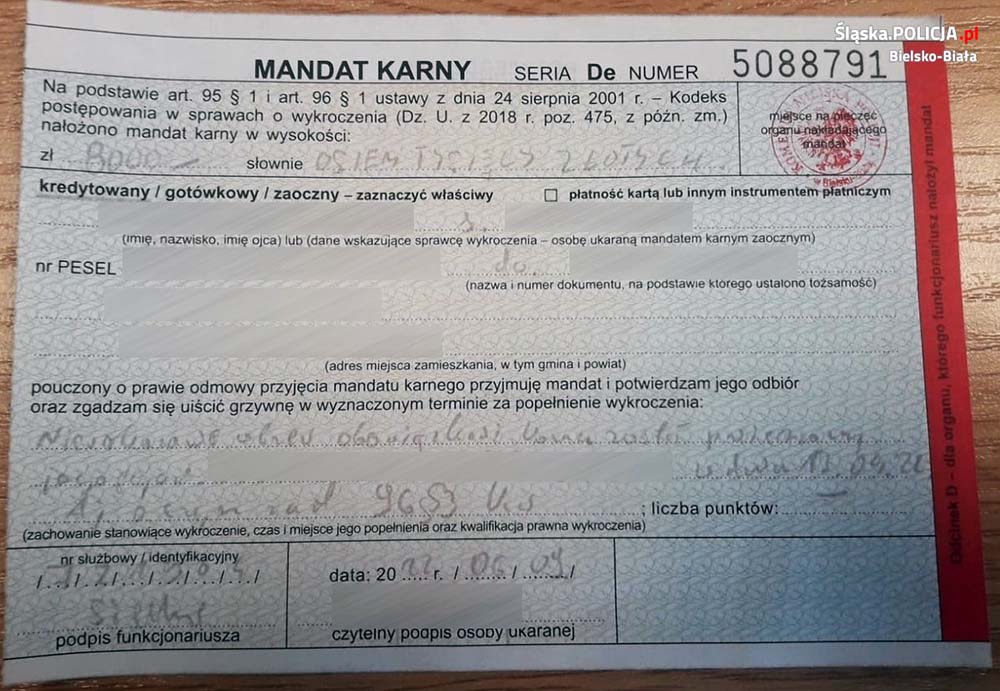 Śląska.POLICJA.pl
Bielsko-Biała
MANDAT KARNY SERIA De NUMER 5088791
Na podstawie art. 95 § 1 i art. 96 § 1 ustawy z dnia 24 sierpnia 2001 r. – Kodeks
postępowania w sprawach o wykroczenia (Dz. U. z 2018 r. poz. 475, z późn. zm.)
nałożono mandat karny w wysokości:
miejsce na pieczęć
organu nakładającego
mandat
zł 8000 słownie OSIEM TYSIĘCY ZŁOTYCH
kredytowany / gotówkowy / zaoczny – zaznaczyć właściwy
płatność kartą lub innym instrumentem płatniczym
(imię, nazwisko, imię ojca) lub (dane wskazujące sprawcę wykroczenia – osobę ukaraną mandatem karnym zaocznym)
nr PESEL do.
(nazwa i numer dokumentu, na podstawie którego ustalono tożsamość)
(adres miejsca zamieszkania, w tym gmina i powiat)
pouczony o prawie odmowy przyjęcia mandatu karnego przyjmuję mandat i potwierdzam jego odbiór
oraz zgadzam się uiścić grzywnę w wyznaczonym terminie za popełnienie wykroczenia:
w dniu
; liczba punktów: –
(zachowanie stanowiące wykroczenie, czas i miejsce jego popełnienia oraz kwalifikacja prawna wykroczenia)
nr służbowy / identyfikacyjny
podpis funkcjonariusza
data: 20 22 r. / 06 / 09 /
czytelny podpis osoby ukaranej
Odcinek D – dla organu, którego funkcjonariusz nałożył mandat